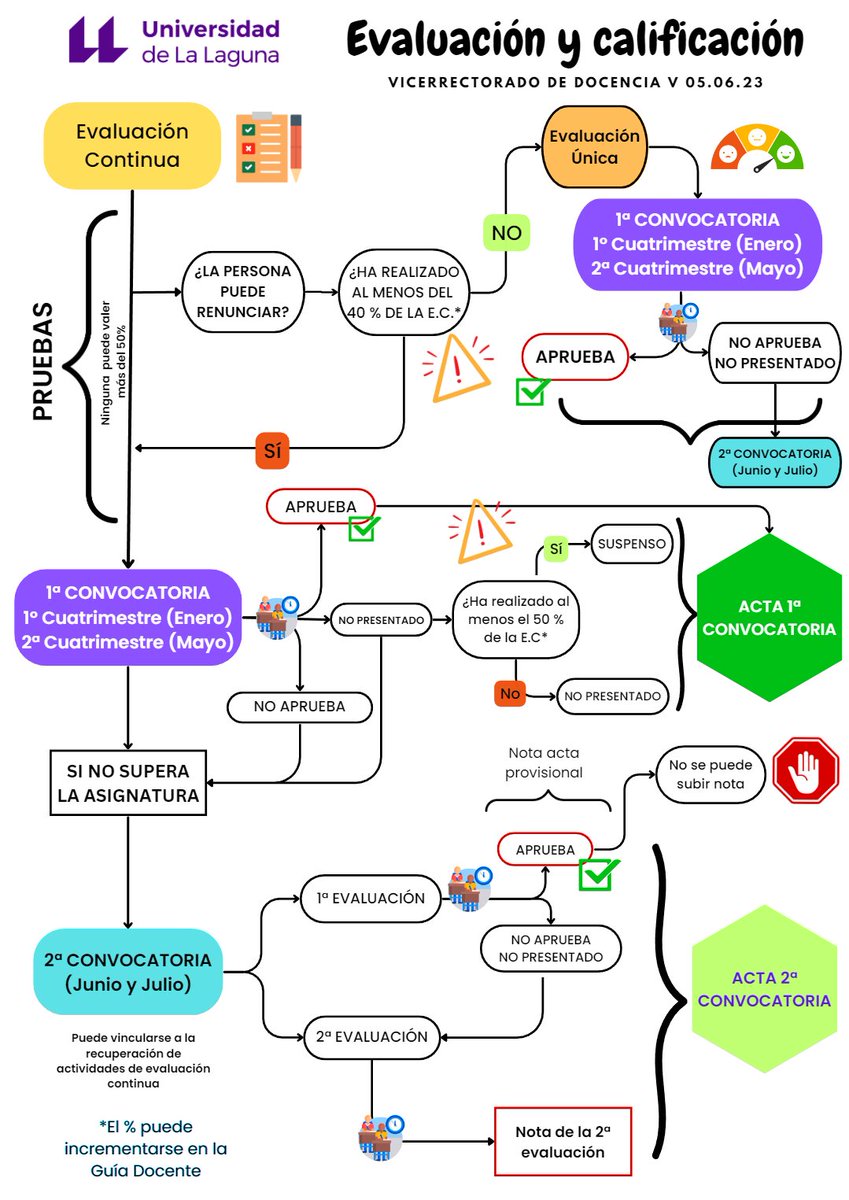 Universidad
de La Laguna
Evaluación y calificación
VICERRECTORADO DE DOCENCIA V 05.06.23
Evaluación
Continua
Evaluación
Única
NO
1ª CONVOCATORIA
1º Cuatrimestre (Enero)
2ª Cuatrimestre (Mayo)
PRUEBAS
Ninguna puede valer
más del 50%
¿LA PERSONA
PUEDE
RENUNCIAR?
¿HA REALIZADO
AL MENOS DEL
40 % DE LA E.C.*
APRUEBA
NO APRUEBA
NO PRESENTADO
Sí
2ª CONVOCATORIA
(Junio y Julio)
APRUEBA
Sí
SUSPENSO
1ª CONVOCATORIA
1º Cuatrimestre (Enero)
2ª Cuatrimestre (Mayo)
NO PRESENTADO
¿Ha realizado al
menos el 50 %
de la E.C*
ACTA 1ª
CONVOCATORIA
No
NO PRESENTADO
NO APRUEBA
SI NO SUPERA
LA ASIGNATURA
Nota acta
provisional
No se puede
subir nota
APRUEBA
1ª EVALUACIÓN
NO APRUEBA
NO PRESENTADO
2ª CONVOCATORIA
(Junio y Julio)
ACTA 2ª
CONVOCATORIA
2ª EVALUACIÓN
Puede vincularse a la
recuperación de
actividades de evaluación
continua
*El % puede
incrementarse en la
Guía Docente
Nota de la 2ª
evaluación